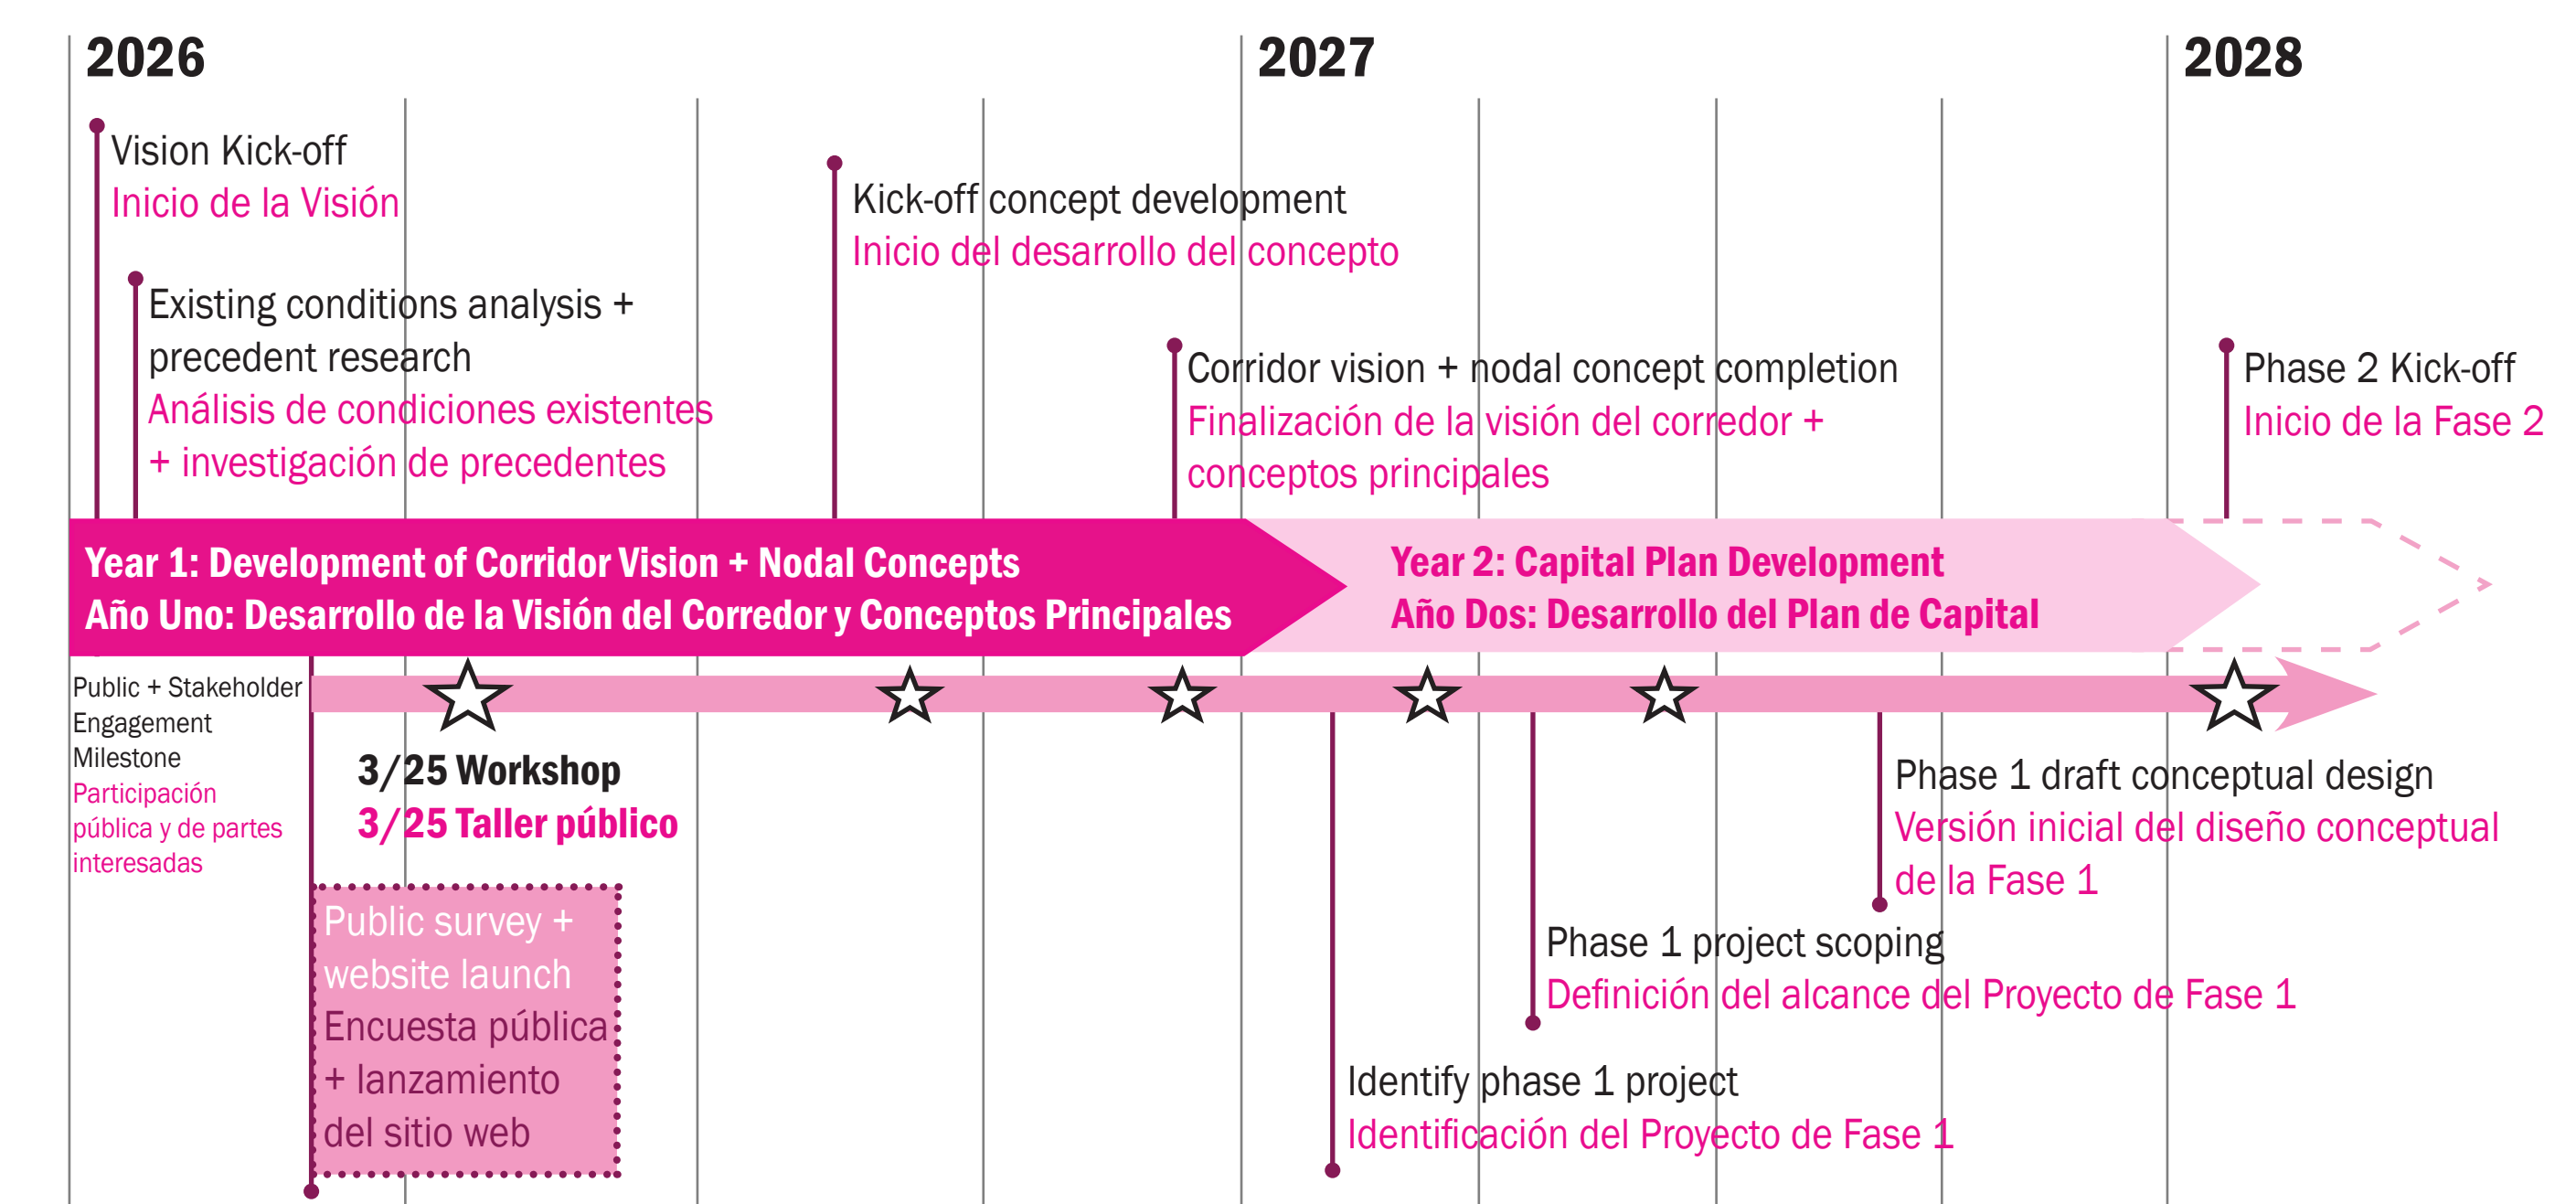 2026
2027
2028
Vision Kick-off
Inicio de la Visión
Existing conditions analysis +
precedent research
Análisis de condiciones existentes
+ investigación de precedentes
Kick-off concept development
Inicio del desarrollo del concepto
Corridor vision + nodal concept completion
Finalización de la visión del corredor +
conceptos principales
Phase 2 Kick-off
Inicio de la Fase 2
Year 1: Development of Corridor Vision + Nodal Concepts
Año Uno: Desarrollo de la Visión del Corredor y Conceptos Principales
Year 2: Capital Plan Development
Año Dos: Desarrollo del Plan de Capital
Public + Stakeholder
Engagement
Milestone
Participación
pública y de partes
interesadas
3/25 Workshop
3/25 Taller público
Public survey +
website launch
Encuesta pública
+ lanzamiento
del sitio web
Phase 1 draft conceptual design
Versión inicial del diseño conceptual
de la Fase 1
Phase 1 project scoping
Definición del alcance del Proyecto de Fase 1
Identify phase 1 project
Identificación del Proyecto de Fase 1